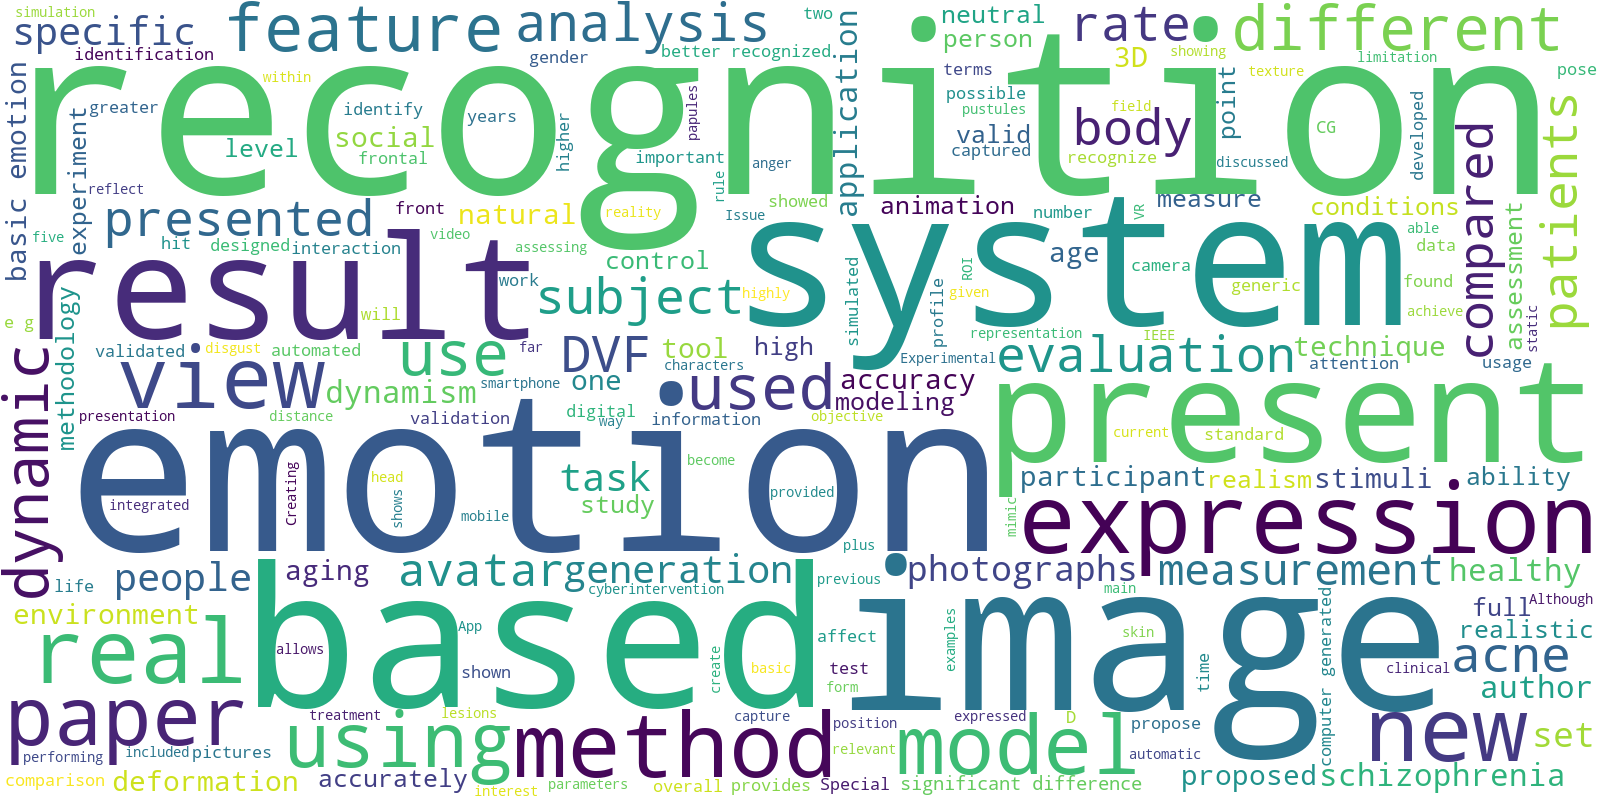 simulation
specific
feature
analysis
two
application
neutral
person
rate
different
identification
gender
better recognized
terms
3D
showing
texture
limitation
pose
recognition
basic emotion
within
greater
identify
years
papules
possible
pustules
field
body
point
CG
compared
patients
experiment
level
social
frontal
higher
important
anger
rule
valid
captured
recognize
discussed
developed
reflect
presented
front
natural
reality
Issue
showed
animation
number
VR
measure
conditions
assessment
five
hit
designed
interaction
video
assessing
control
system
age
able
data
result
work
subject
highly
simulated
profile
ROI
camera
given
generic
found
e g
methodology
will
representation
IEEE
achieve
static
dynamic
validated
disgust
automated
use
far
DVF
tool
high
Experimental
evaluation
technique
attention
usage
view
dynamism
smartphone
one
characters
used
accuracy
modeling
present
presentation
distance
validation
digital
way
information
objective
current
standard
emotion
task
become
participant
realism
stimuli
ability
integrated
Creating
head
shows
mobile
study
provided
mimic
expression
plus
life
people
aging
avatar
generation
cyberintervention
previous
photographs
main
measurement
healthy
environment
based
image
computer generated
full
Although
real
allows
App
shown
create
basic
form
affect
test
examples
skin
time
realistic
clinical
acne
author
paper
treatment
lesions
using
method
capture
position
relevant
expressed
D
model
propose
automatic
new
set
performing
included
pictures
comparison
deformation
accurately
interest
parameters
overall
provides
Special
significant difference
proposed
schizophrenia